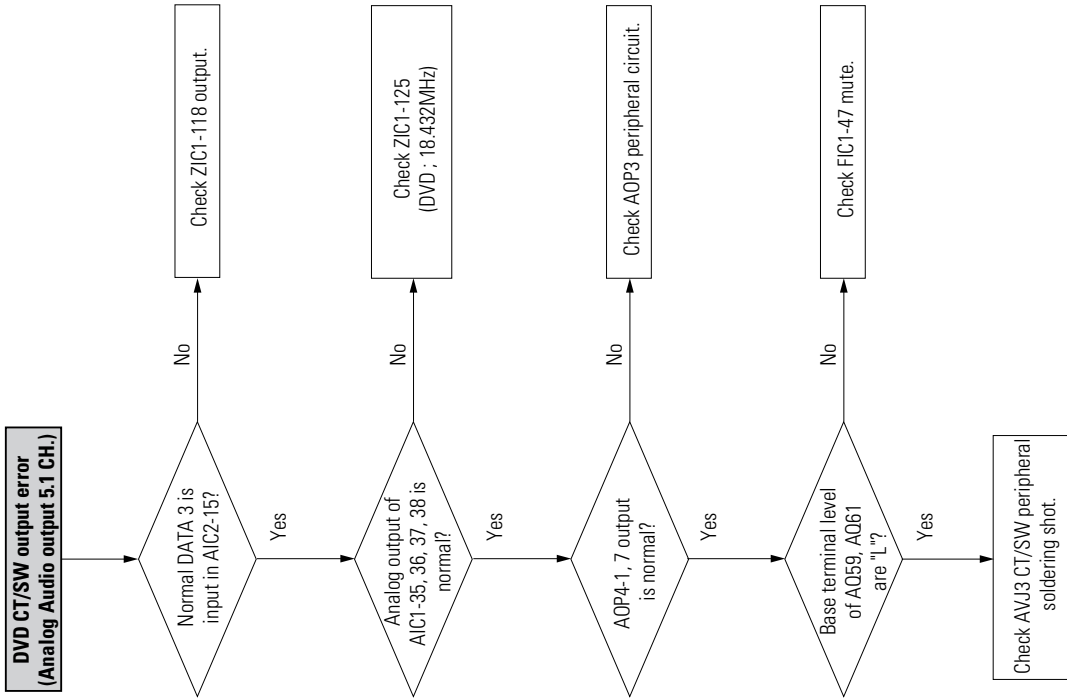 DVD CT/SW output error
(Analog Audio output 5.1 CH.)
Normal DATA 3 is
input in AIC2-15?
No
Check ZIC1-118 output.
Yes
Analog output of
AIC1-35, 36, 37, 38 is
normal?
No
Check ZIC1-125
(DVD ; 18.432MHz)
Yes
AOP4-1, 7 output
is normal?
No
Check AOP3 peripheral circuit.
Yes
Base terminal level
of AQ59, AQ61
are "L"?
No
Check FIC1-47 mute.
Yes
Check AVJ3 CT/SW peripheral
soldering shot.